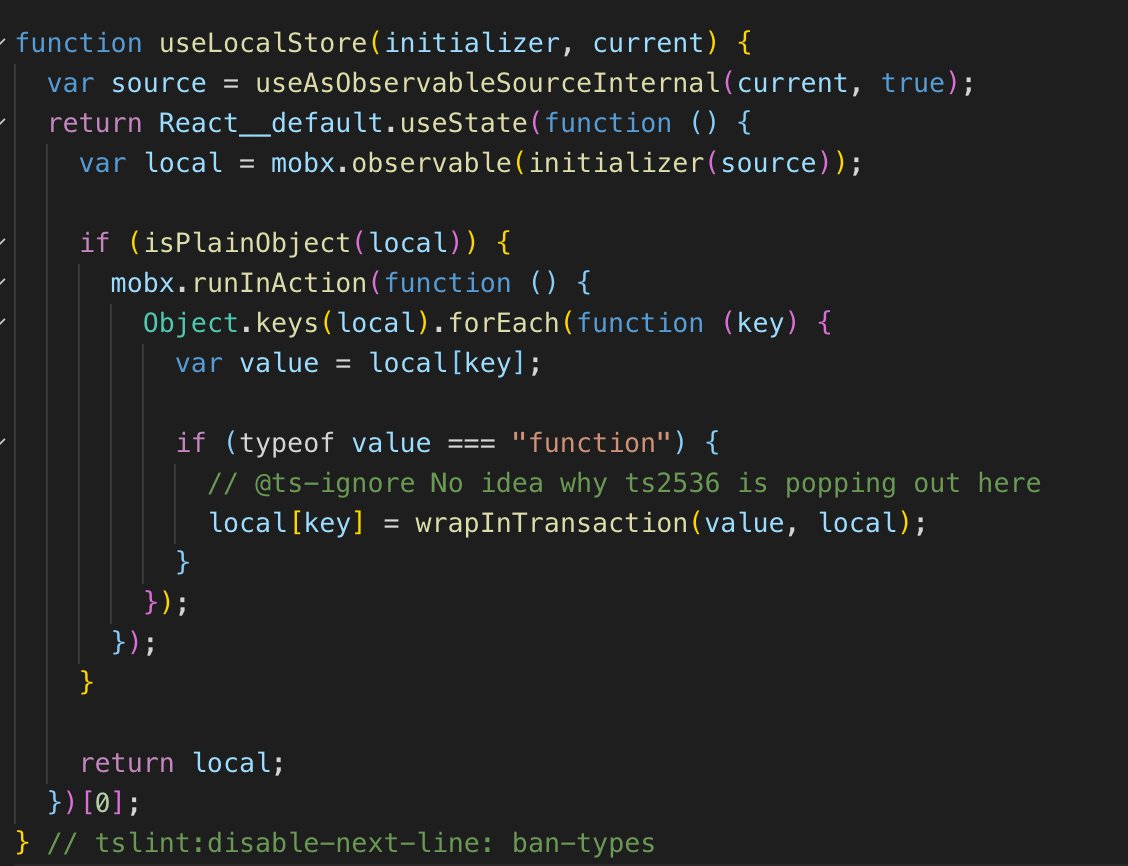 function useLocalStore(initializer, current) {
  var source = useAsObservableSourceInternal(current, true);
  return React__default.useState(function () {
    var local = mobx.observable(initializer(source));

    if (isPlainObject(local)) {
      mobx.runInAction(function () {
        Object.keys(local).forEach(function (key) {
          var value = local[key];

          if (typeof value === "function") {
            // @ts-ignore No idea why ts2536 is popping out here
            local[key] = wrapInTransaction(value, local);
          }
        });
      });
    }

    return local;
  })[0];
} // tslint:disable-next-line: ban-types